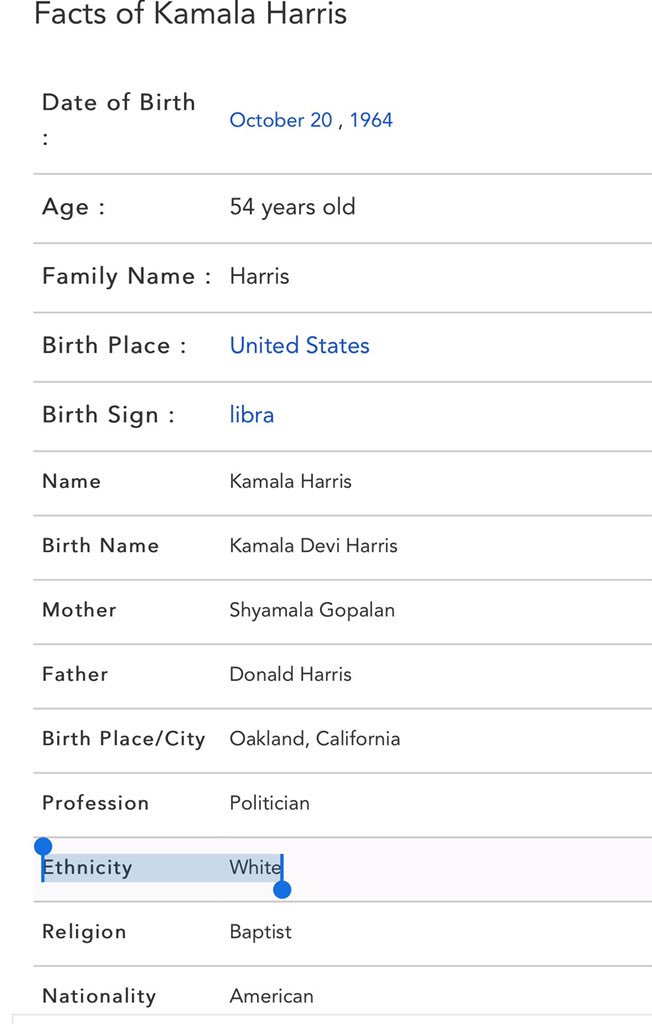 Facts of Kamala Harris
Date of Birth : October 20 , 1964
Age : 54 years old
Family Name : Harris
Birth Place : United States
Birth Sign : libra
Name Kamala Harris
Birth Name Kamala Devi Harris
Mother Shyamala Gopalan
Father Donald Harris
Birth Place/City Oakland, California
Profession Politician
Ethnicity White
Religion Baptist
Nationality American